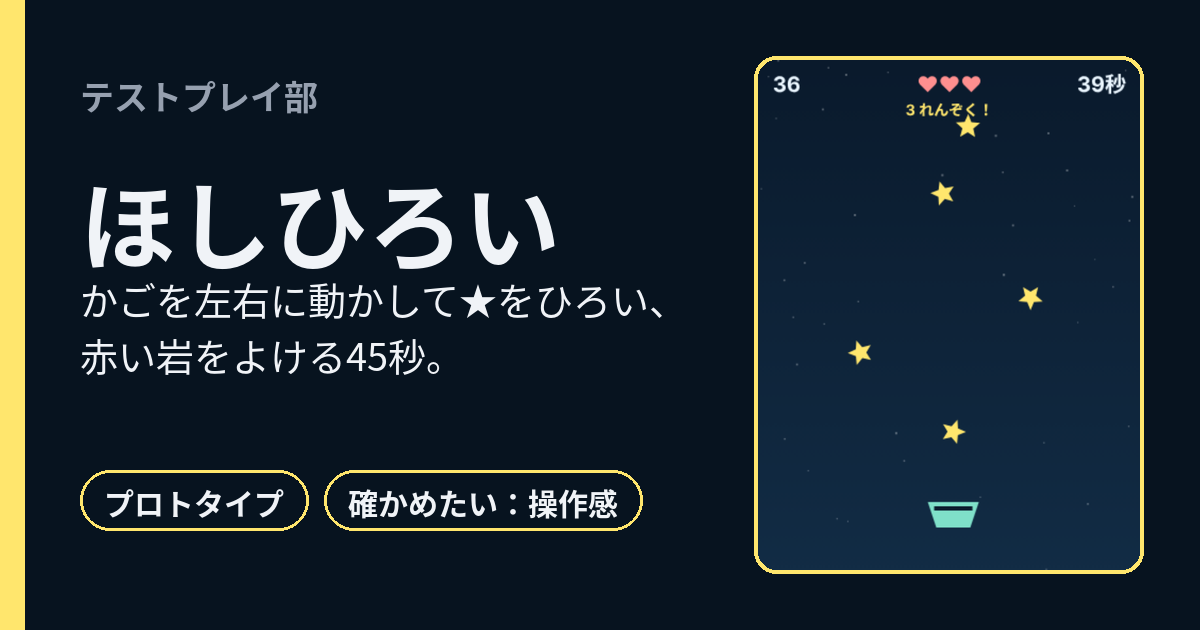 テストプレイ部
ほしひろい
かごを左右に動かして★をひろい、
赤い岩をよける45秒。
プロトタイプ
確かめたい：操作感
36
39秒
3 れんぞく！